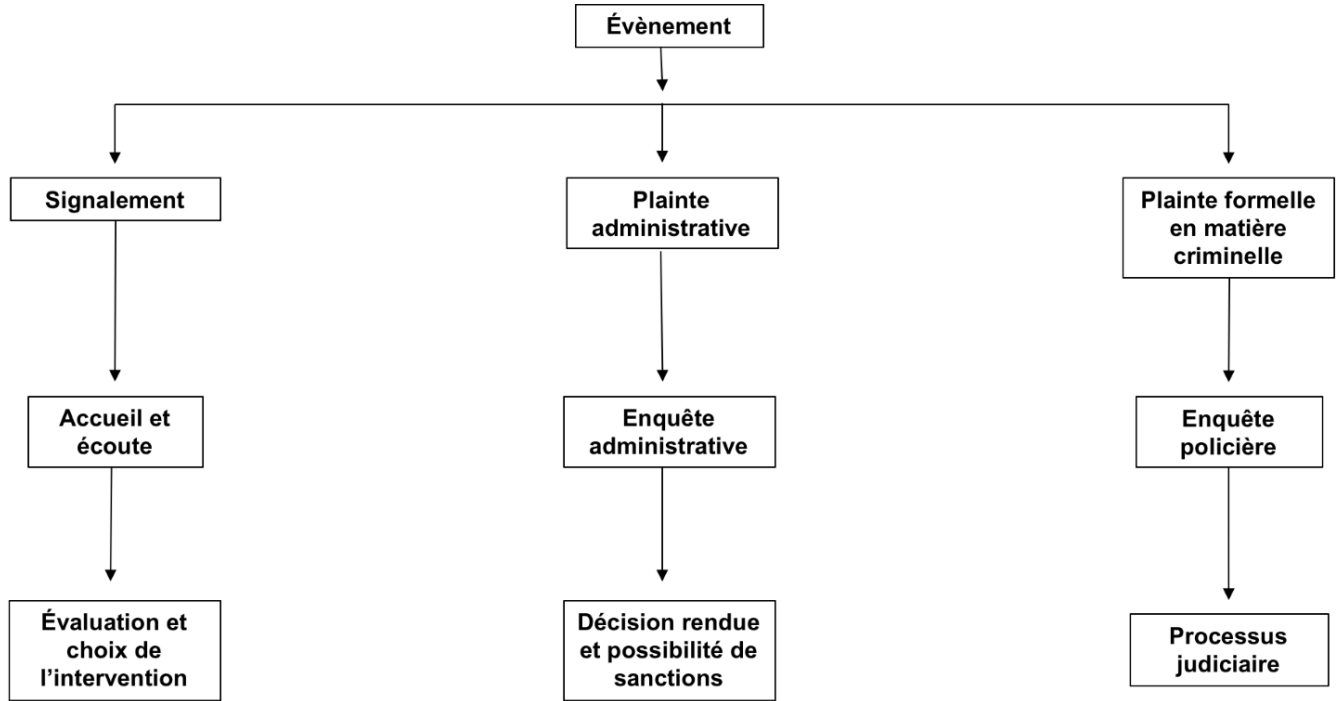 Évènement
Signalement
Plainte
administrative
Plainte formelle
en matière
criminelle
Accueil et
écoute
Enquête
administrative
Enquête
policière
Évaluation et
choix de
l’intervention
Décision rendue
et possibilité de
sanctions
Processus
judiciaire